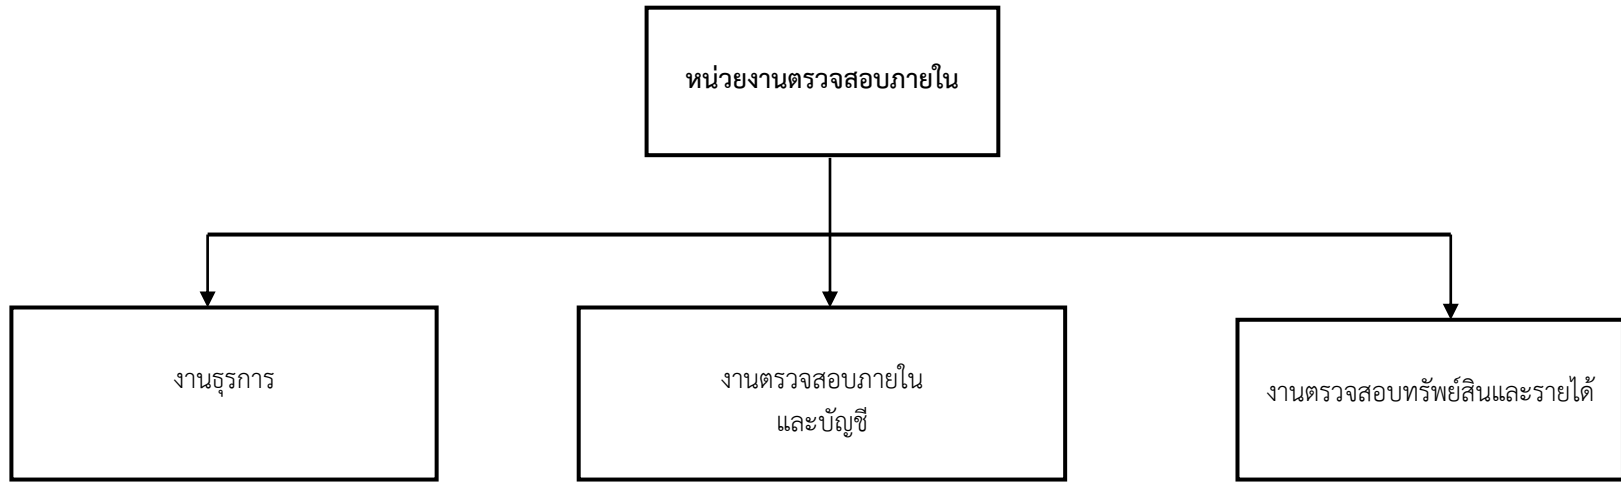 หน่วยงานตรวจสอบภายใน
งานธุรการ
งานตรวจสอบภายใน
และบัญชี
งานตรวจสอบทรัพย์สินและรายได้